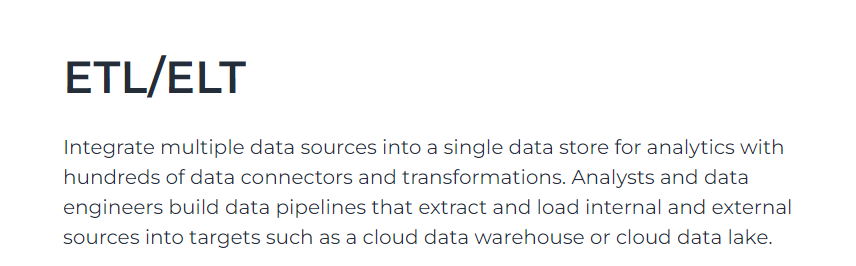 ETL/ELT
Integrate multiple data sources into a single data store for analytics with
hundreds of data connectors and transformations. Analysts and data
engineers build data pipelines that extract and load internal and external
sources into targets such as a cloud data warehouse or cloud data lake.